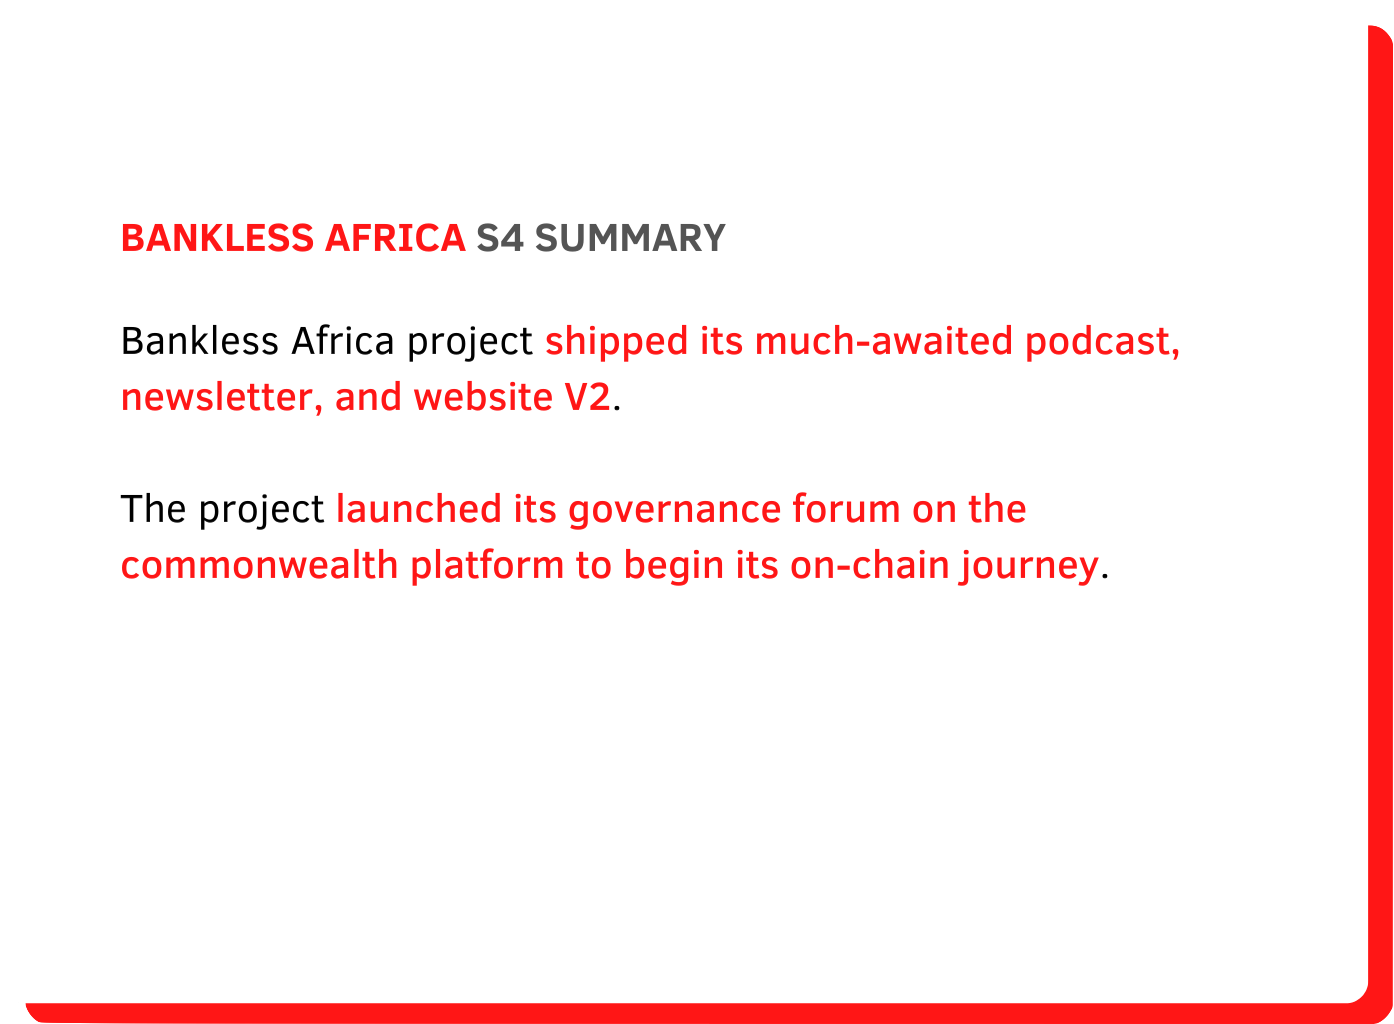 BANKLESS AFRICA S4 SUMMARY
Bankless Africa project shipped its much-awaited podcast,
newsletter, and website V2.
The project launched its governance forum on the
commonwealth platform to begin its on-chain journey.